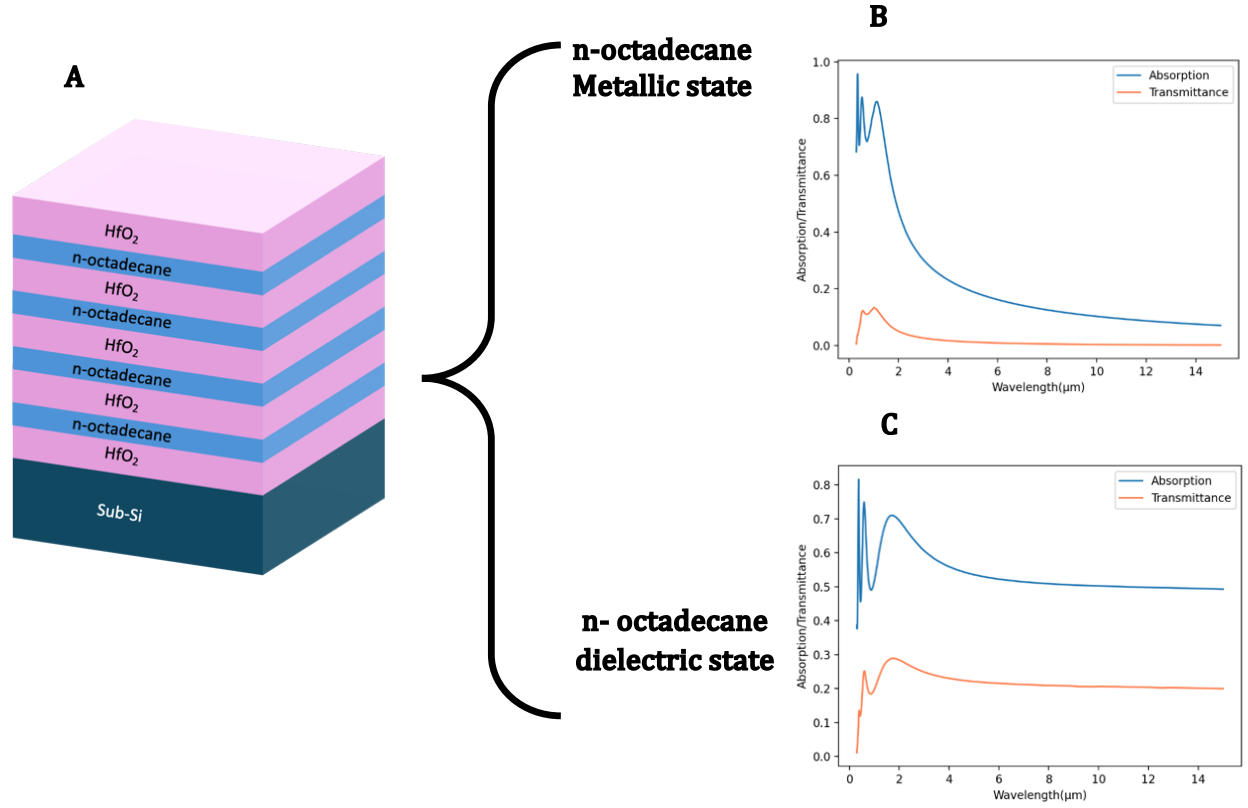 A
HfO2
n-octadecane
HfO2
n-octadecane
HfO2
n-octadecane
HfO2
n-octadecane
HfO2
Sub-Si
n-octadecane
Metallic state
n- octadecane
dielectric state
B
1.0
0.8
0.6
0.4
0.2
0.0
Absorption/Transmittance
Absorption
Transmittance
0 2 4 6 8 10 12 14
Wavelength(μm)
C
0.8
0.7
0.6
0.5
0.4
0.3
0.2
0.1
0.0
Absorption/Transmittance
Absorption
Transmittance
0 2 4 6 8 10 12 14
Wavelength(μm)